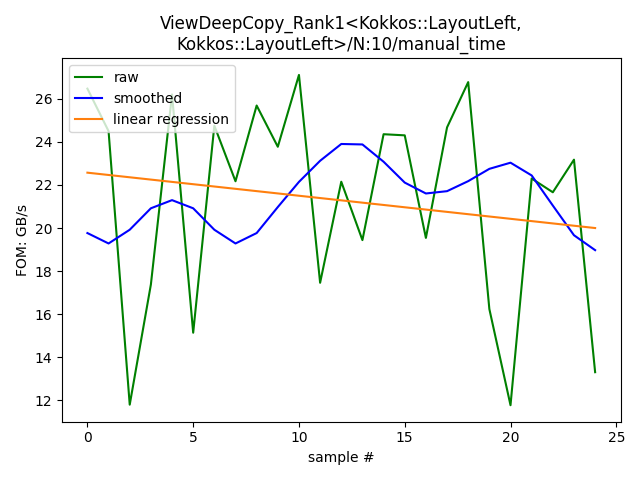 ViewDeepCopy_Rank1<Kokkos::LayoutLeft,
Kokkos::LayoutLeft>/N:10/manual_time
raw
smoothed
linear regression
FOM: GB/s
26
24
22
20
18
16
14
12
0
5
10
15
20
25
sample #